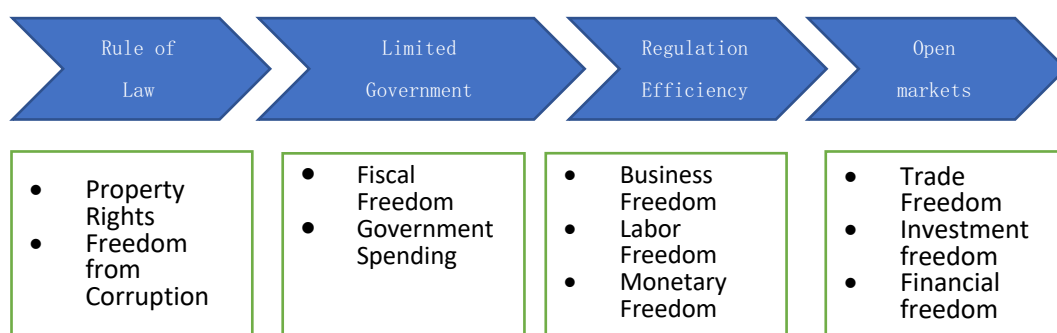 Rule of
Law
Limited
Government
Regulation
Efficiency
Open
markets
• Property
Rights
• Freedom
from
Corruption
• Fiscal
Freedom
• Government
Spending
• Business
Freedom
• Labor
Freedom
• Monetary
Freedom
• Trade
Freedom
• Investment
freedom
• Financial
freedom